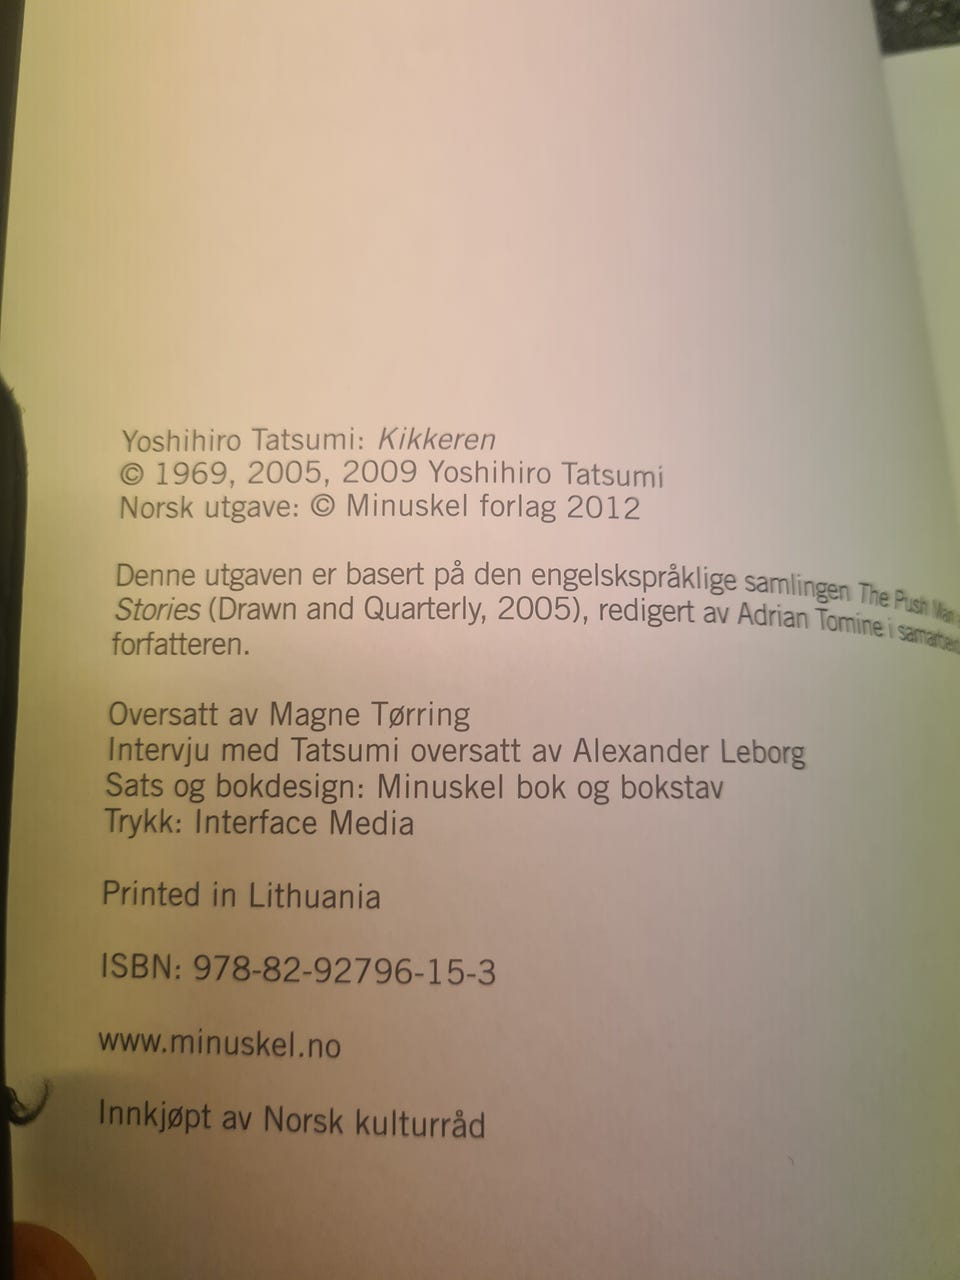 Yoshihiro Tatsumi: Kikkeren
© 1969, 2005, 2009 Yoshihiro Tatsumi
Norsk utgave: © Minuskel forlag 2012
Denne utgaven er basert på den engelskspråklige samlingen The Push Man
Stories (Drawn and Quarterly, 2005), redigert av Adrian Tomine i
forfatteren.
Oversatt av Magne Tørring
Intervju med Tatsumi oversatt av Alexander Leborg
Sats og bokdesign: Minuskel bok og bokstav
Trykk: Interface Media
Printed in Lithuania
ISBN: 978-82-92796-15-3
www.minuskel.no
Innkjøpt av Norsk kulturråd